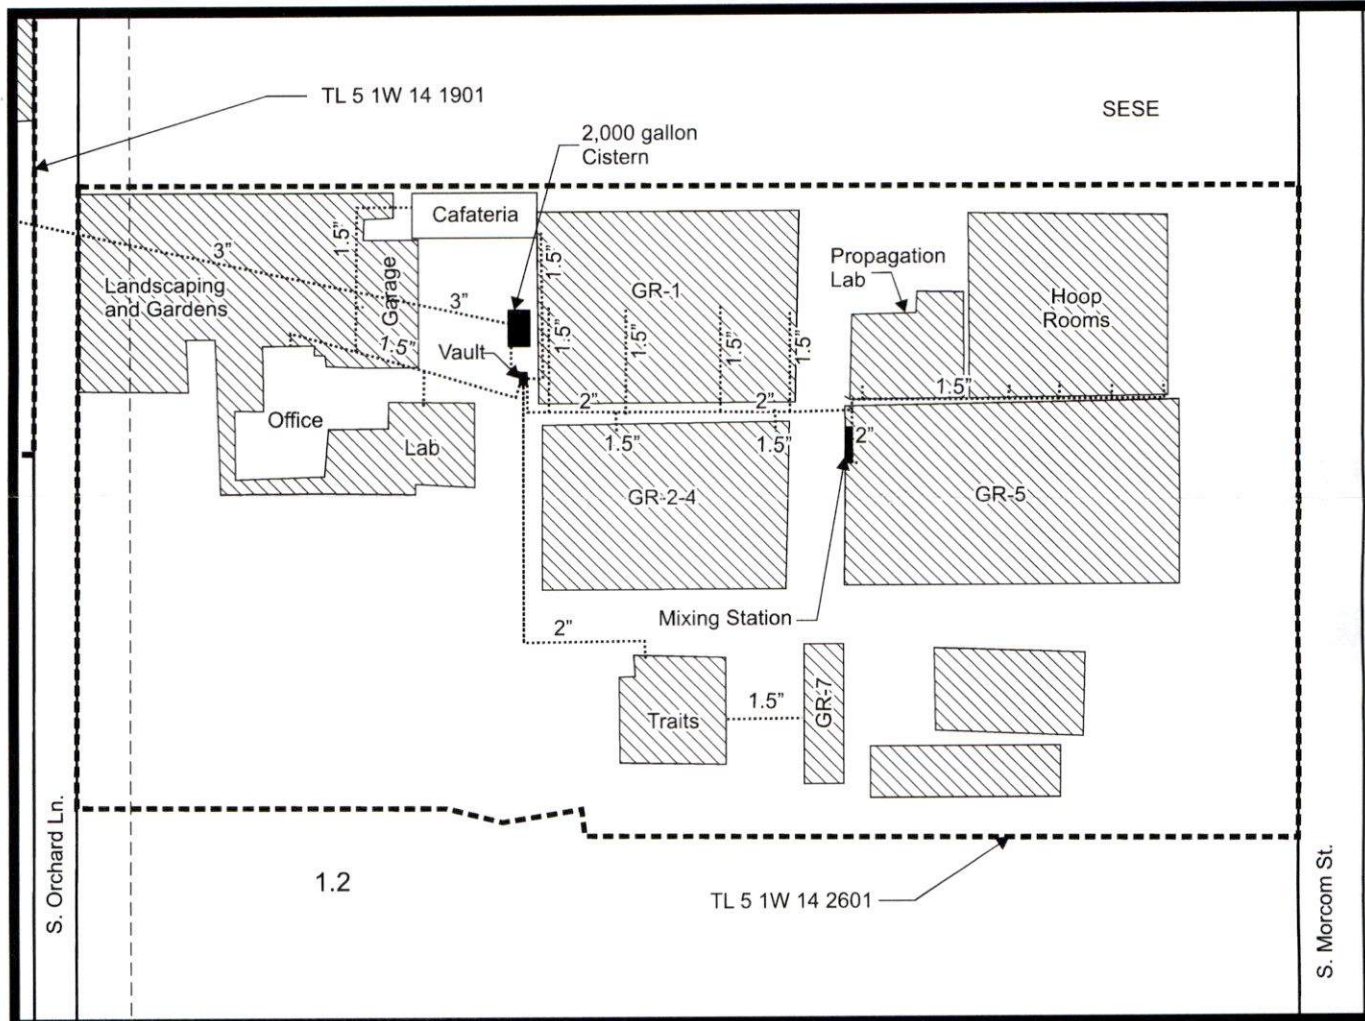 TL 5 1W 14 1901
SESE
2,000 gallon
Cistern
Cafateria
1.5”
3”
Landscaping
and Gardens
Garage
3”
1.5”
GR-1
Propagation
Lab
Hoop
Rooms
1.5”
Vault
1.5”
1.5”
1.5”
1.5”
1.5”
2”
2”
Office
Lab
1.5”
1.5”
2”
GR-2-4
GR-5
Mixing Station
2”
Traits
1.5”
GR-7
S. Orchard Ln.
1.2
TL 5 1W 14 2601
S. Morcom St.